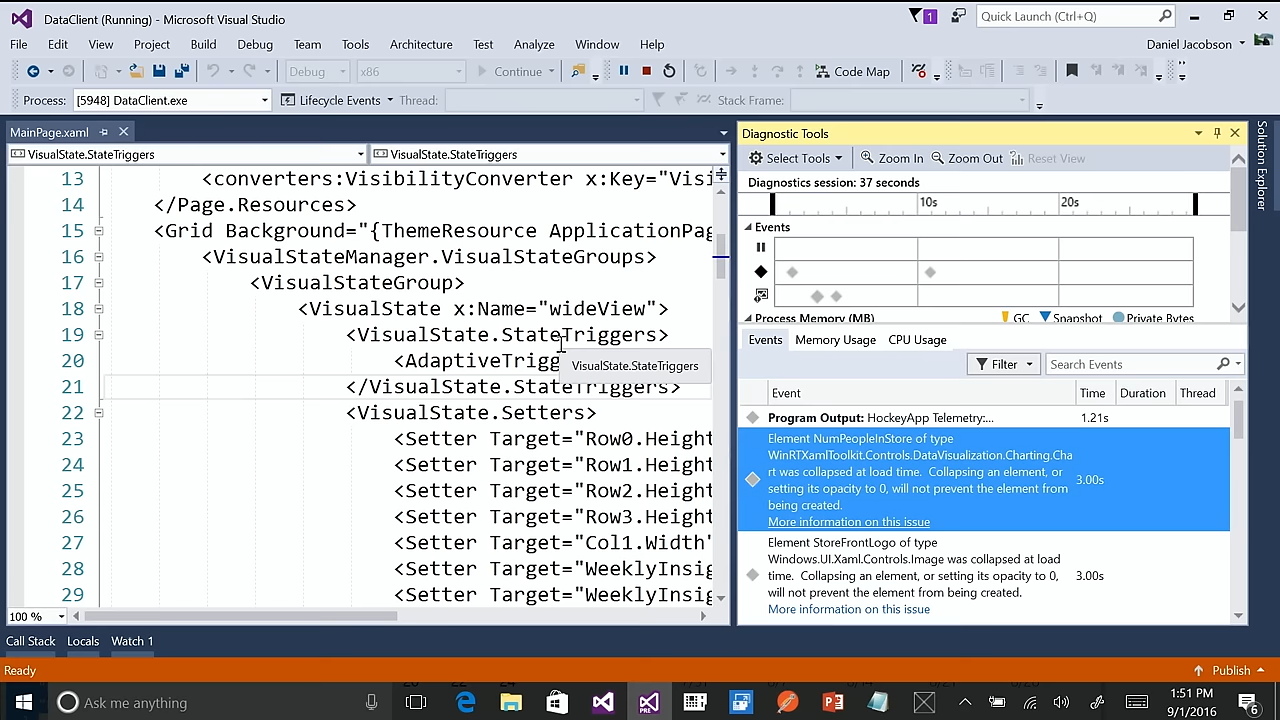 DataClient (Running) - Microsoft Visual Studio
1
Quick Launch (Ctrl+Q)
File Edit View Project Build Debug Team Tools Architecture Test Analyze Window Help
Daniel Jacobson
Debug x86 Continue Code Map
Process: [5948] DataClient.exe Lifecycle Events Thread: Stack Frame:
MainPage.xaml
VisualState.StateTriggers VisualState.StateTriggers
13 <converters:VisibilityConverter x:Key="Visi
14 </Page.Resources>
15 <Grid Background="{ThemeResource ApplicationPag
16 <VisualStateManager.VisualStateGroups>
17 <VisualStateGroup>
18 <VisualState x:Name="wideView">
19 <VisualState.StateTriggers>
20 <AdaptiveTrigg
VisualState.StateTriggers
21 </VisualState.StateTriggers>
22 <VisualState.Setters>
23 <Setter Target="Row0.Height
24 <Setter Target="Row1.Height
25 <Setter Target="Row2.Height
26 <Setter Target="Row3.Height
27 <Setter Target="Col1.Width"
28 <Setter Target="WeeklyInsig
29 <Setter Target="WeeklyInsig
100 %
Diagnostic Tools
Select Tools Zoom In Zoom Out Reset View
Diagnostics session: 37 seconds
10s 20s
Events
Process Memory (MB) GC Snapshot Private Bytes
Events Memory Usage CPU Usage
Filter Search Events
Event Time Duration Thread
Program Output: HockeyApp Telemetry:... 1.21s
Element NumPeopleInStore of type
WinRTXamlToolkit.Controls.DataVisualization.Charting.Cha
rt was collapsed at load time. Collapsing an element, or
setting its opacity to 0, will not prevent the element from
being created.
3.00s
More information on this issue
Element StoreFrontLogo of type
Windows.UI.Xaml.Controls.Image was collapsed at load
time. Collapsing an element, or setting its opacity to 0,
will not prevent the element from being created.
3.00s
More information on this issue
Solution Explorer
Call Stack Locals Watch 1
Ready
Publish
Ask me anything
1:51 PM
9/1/2016
6